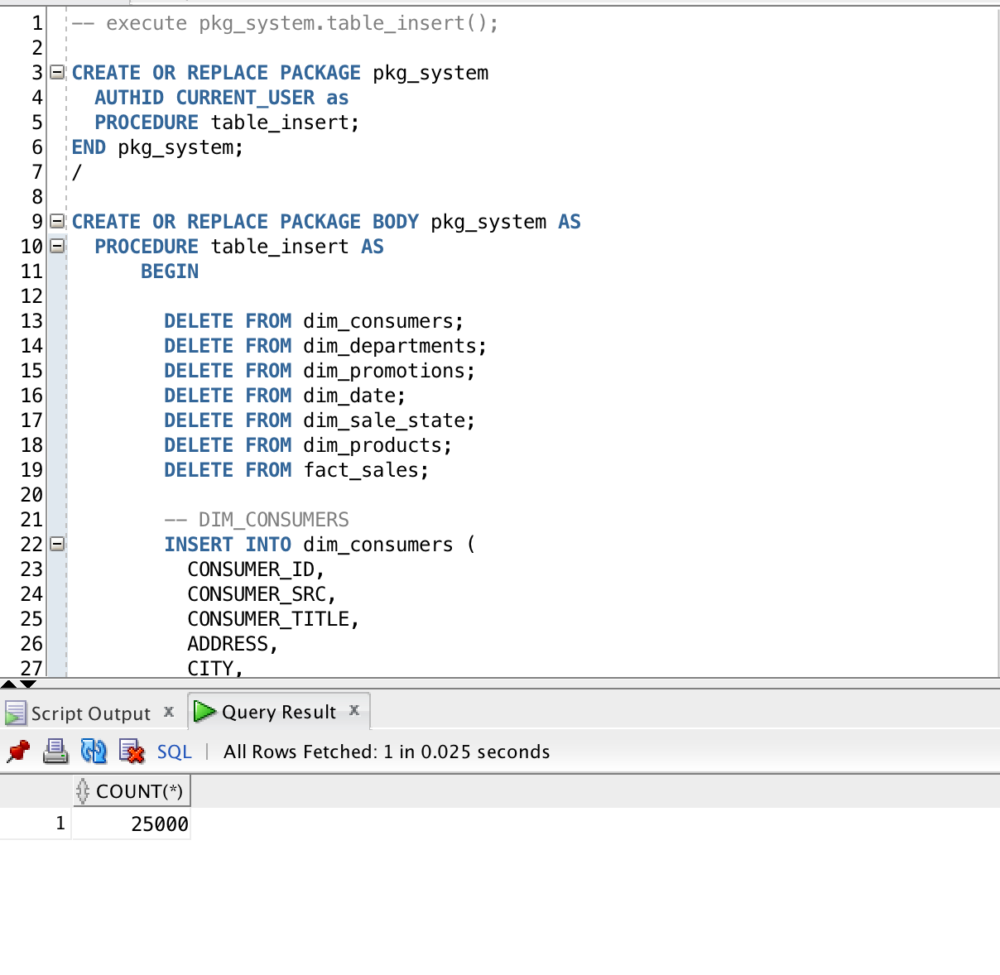 1 -- execute pkg_system.table_insert();
2
3 CREATE OR REPLACE PACKAGE pkg_system
4 AUTHID CURRENT_USER as
5 PROCEDURE table_insert;
6 END pkg_system;
7 /
8
9 CREATE OR REPLACE PACKAGE BODY pkg_system AS
10 PROCEDURE table_insert AS
11 BEGIN
12
13 DELETE FROM dim_consumers;
14 DELETE FROM dim_departments;
15 DELETE FROM dim_promotions;
16 DELETE FROM dim_date;
17 DELETE FROM dim_sale_state;
18 DELETE FROM dim_products;
19 DELETE FROM fact_sales;
20
21 -- DIM_CONSUMERS
22 INSERT INTO dim_consumers (
23 CONSUMER_ID,
24 CONSUMER_SRC,
25 CONSUMER_TITLE,
26 ADDRESS,
27 CITY,
Script Output x Query Result x
SQL | All Rows Fetched: 1 in 0.025 seconds
COUNT(*)
1 25000